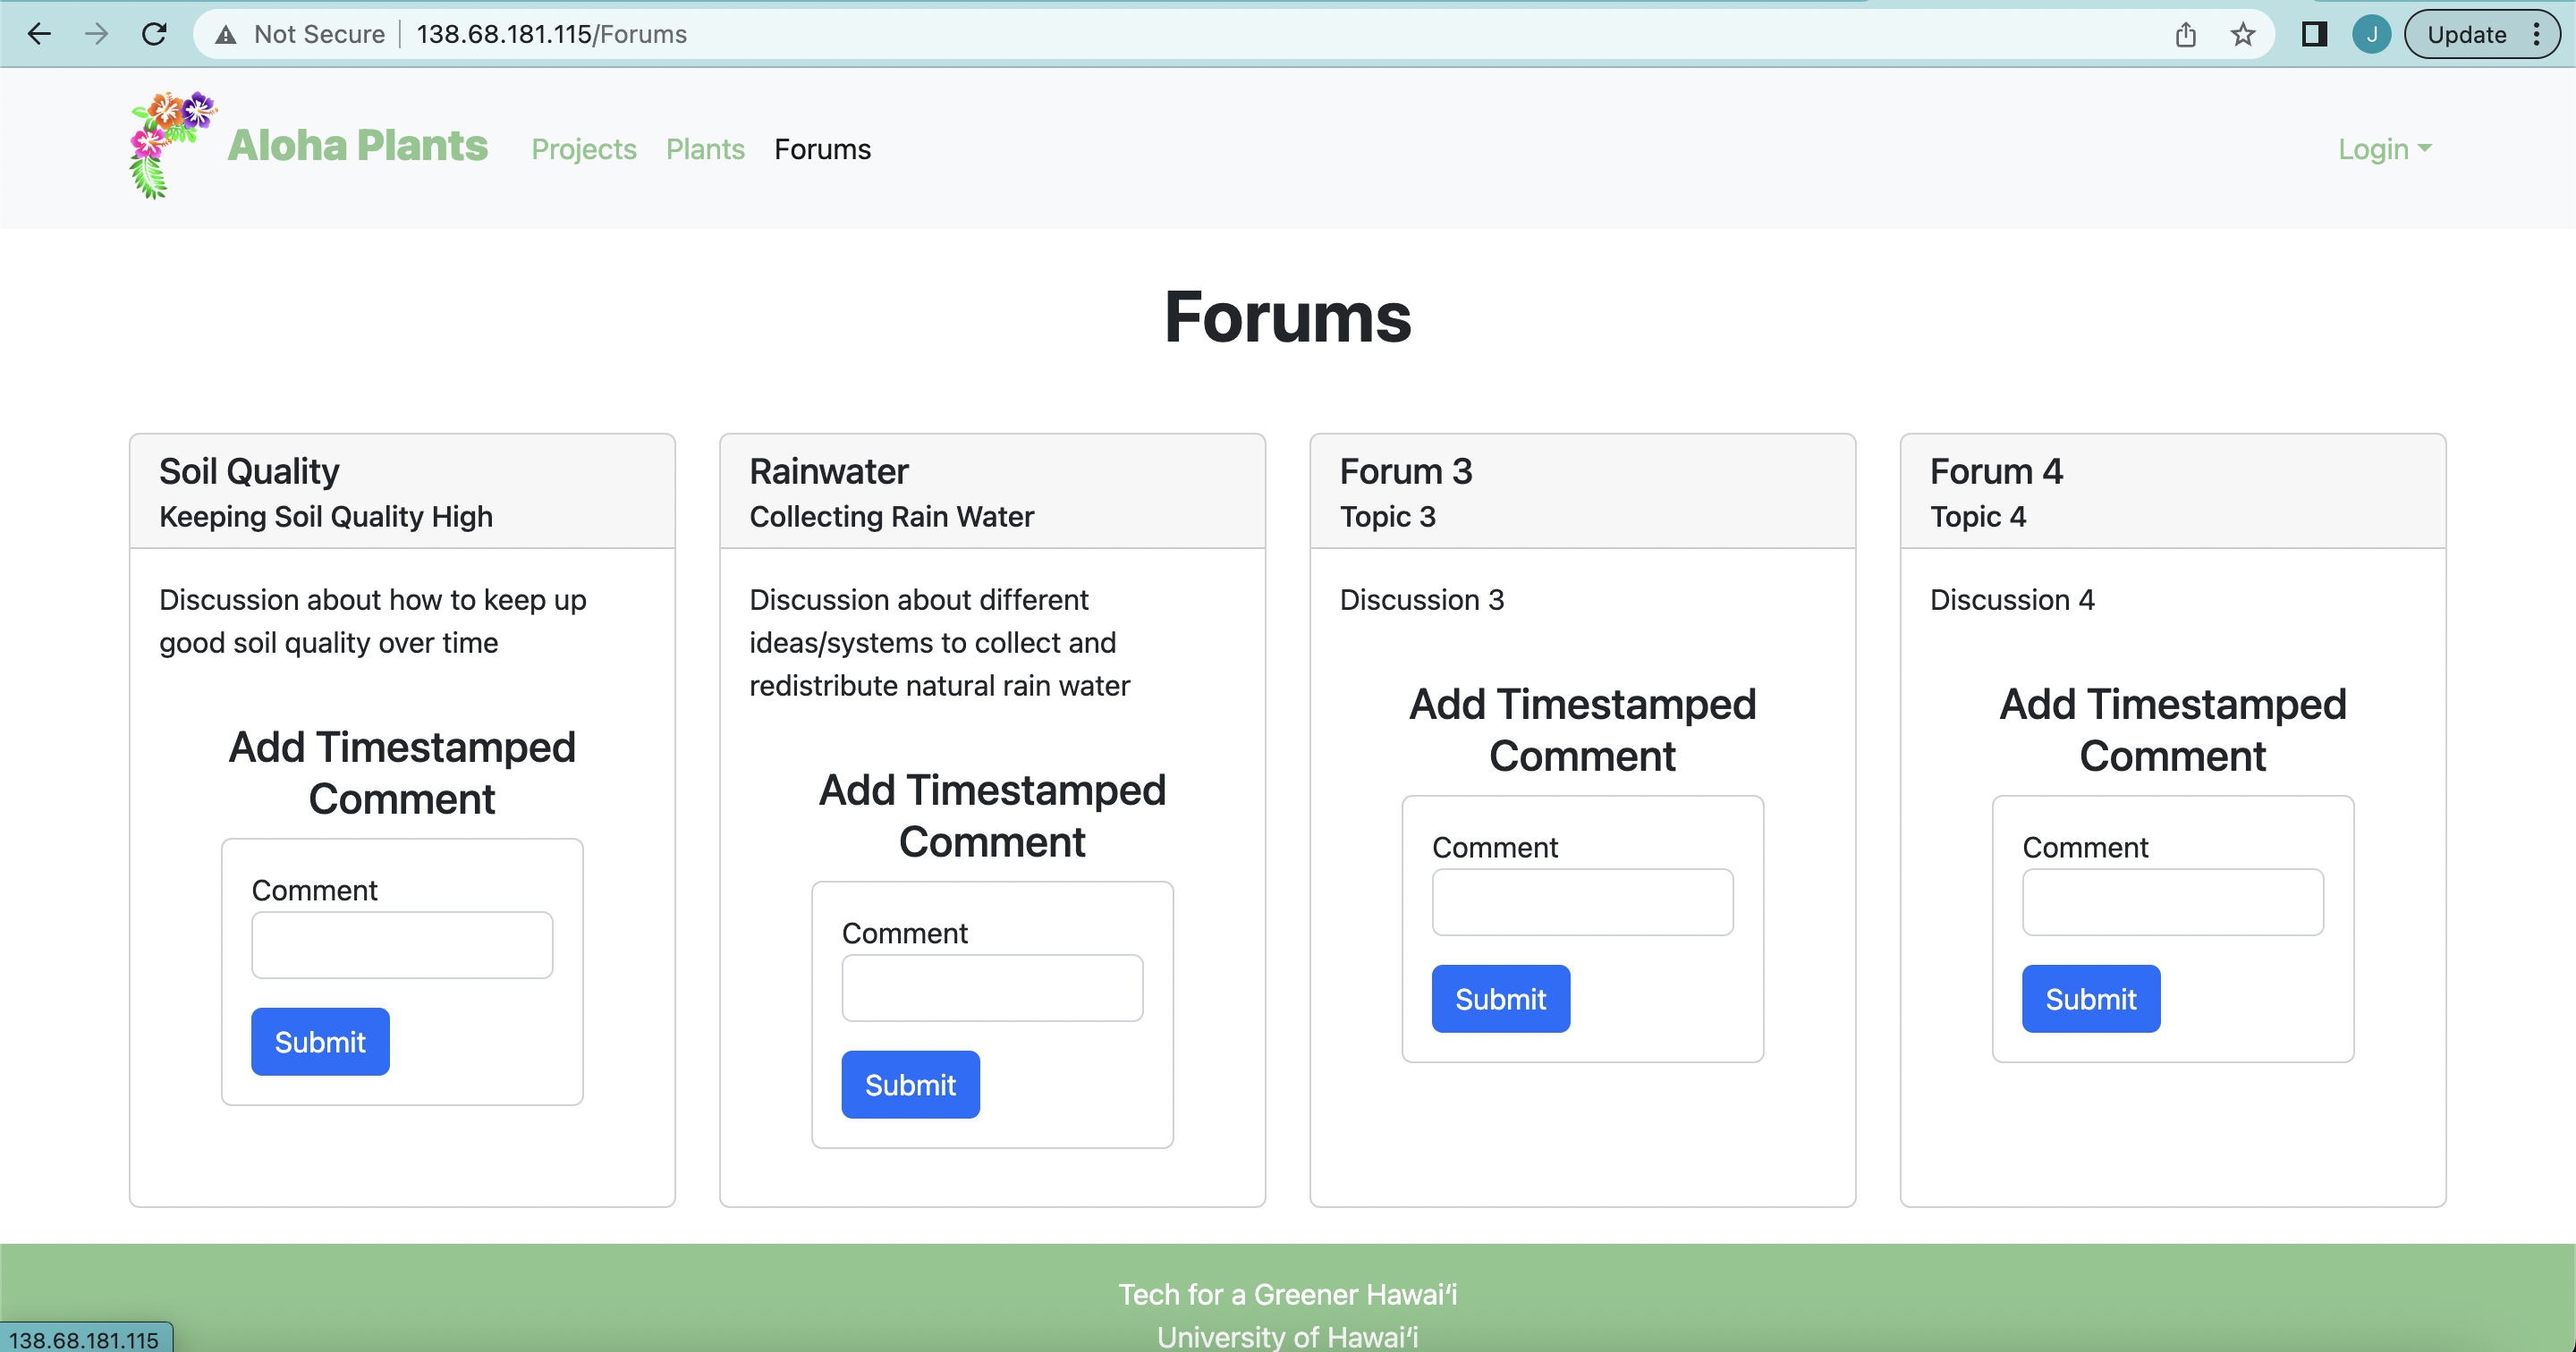 Not Secure 138.68.181.115/Forums
J
Update
Aloha Plants
Projects
Plants
Forums
Login
Forums
Soil Quality
Keeping Soil Quality High
Discussion about how to keep up
good soil quality over time
Add Timestamped
Comment
Comment
Submit
Rainwater
Collecting Rain Water
Discussion about different
ideas/systems to collect and
redistribute natural rain water
Add Timestamped
Comment
Comment
Submit
Forum 3
Topic 3
Discussion 3
Add Timestamped
Comment
Comment
Submit
Forum 4
Topic 4
Discussion 4
Add Timestamped
Comment
Comment
Submit
Tech for a Greener Hawaiʻi
University of Hawaiʻi
138.68.181.115